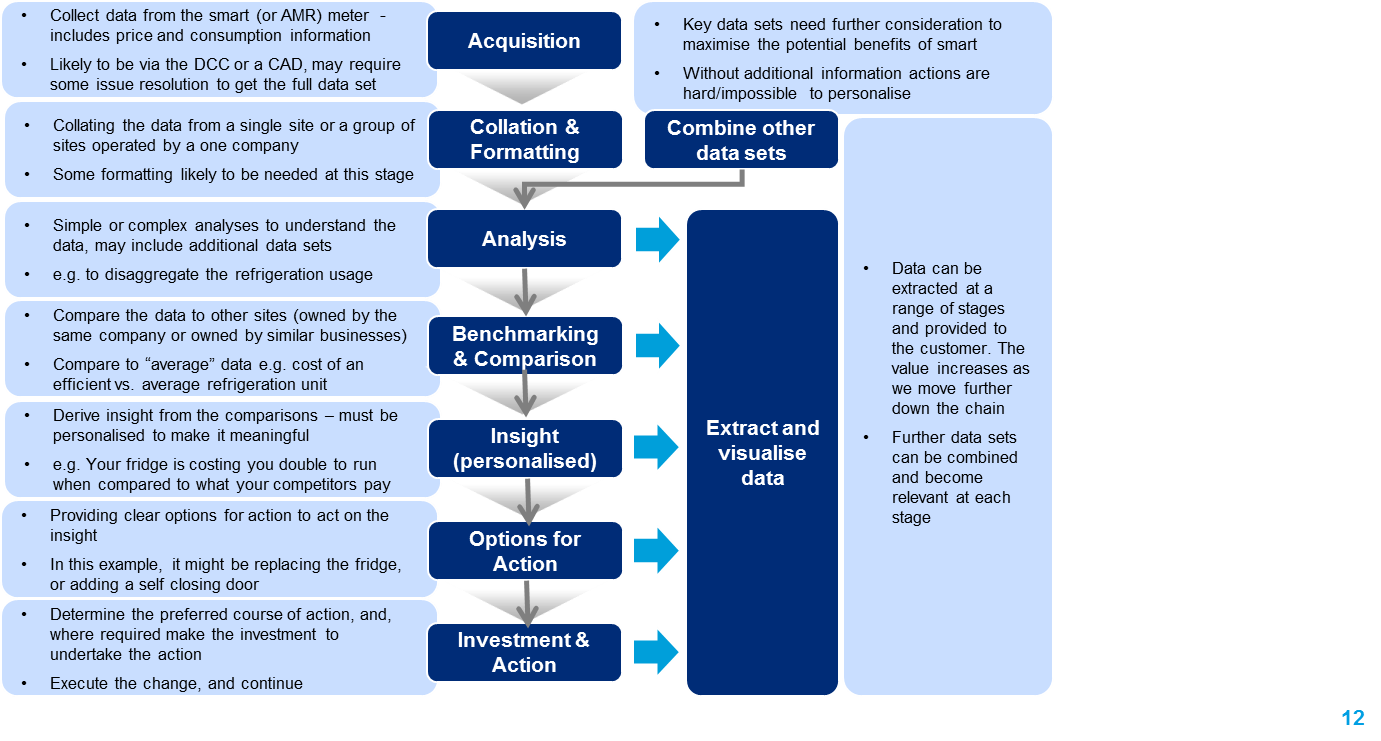 • Collect data from the smart (or AMR) meter -
includes price and consumption information
• Likely to be via the DCC or a CAD, may require
some issue resolution to get the full data set
Acquisition
• Key data sets need further consideration to
maximise the potential benefits of smart
• Without additional information actions are
hard/impossible to personalise
• Collating the data from a single site or a group of
sites operated by a one company
• Some formatting likely to be needed at this stage
Collation &
Formatting
Combine other
data sets
• Simple or complex analyses to understand the
data, may include additional data sets
• e.g. to disaggregate the refrigeration usage
Analysis
• Compare the data to other sites (owned by the
same company or owned by similar businesses)
• Compare to “average” data e.g. cost of an
efficient vs. average refrigeration unit
Benchmarking
& Comparison
• Derive insight from the comparisons – must be
personalised to make it meaningful
• e.g. Your fridge is costing you double to run
when compared to what your competitors pay
Insight
(personalised)
• Providing clear options for action to act on the
insight
• In this example, it might be replacing the fridge,
or adding a self closing door
Options for
Action
• Determine the preferred course of action, and,
where required make the investment to
undertake the action
• Execute the change, and continue
Investment &
Action
Extract and
visualise
data
• Data can be
extracted at a
range of stages
and provided to
the customer. The
value increases as
we move further
down the chain
• Further data sets
can be combined
and become
relevant at each
stage
12